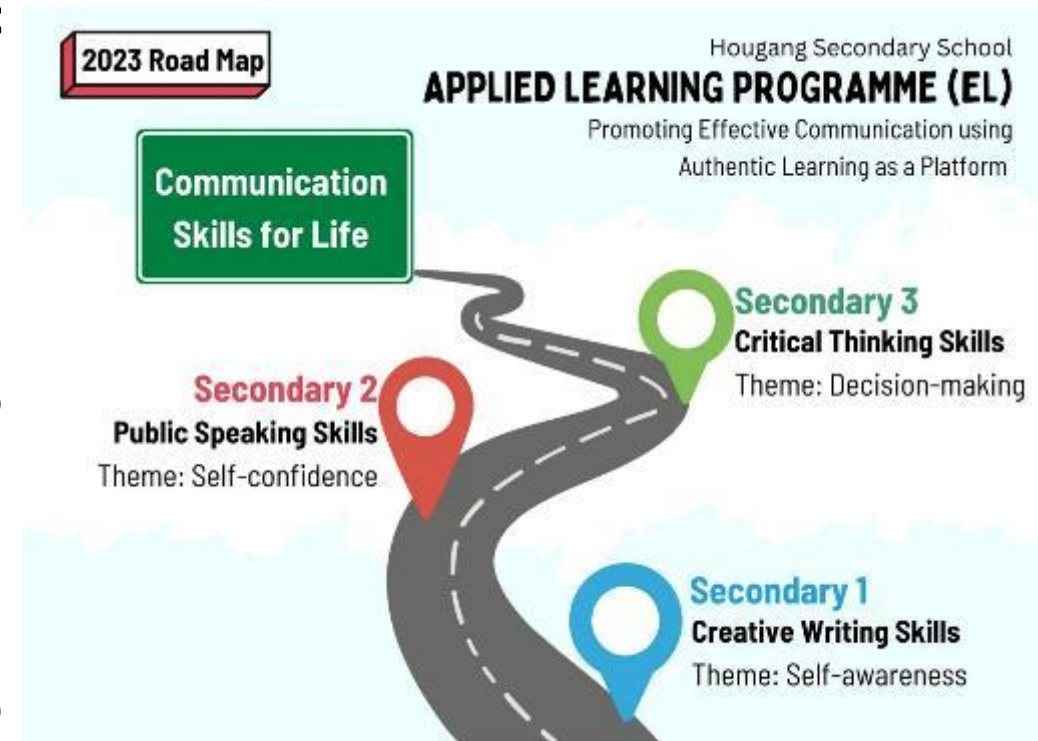 2023 Road Map
Hougang Secondary School
APPLIED LEARNING PROGRAMME (EL)
Promoting Effective Communication using
Authentic Learning as a Platform
Communication
Skills for Life
Secondary 3
Critical Thinking Skills
Theme: Decision-making
Secondary 2
Public Speaking Skills
Theme: Self-confidence
Secondary 1
Creative Writing Skills
Theme: Self-awareness